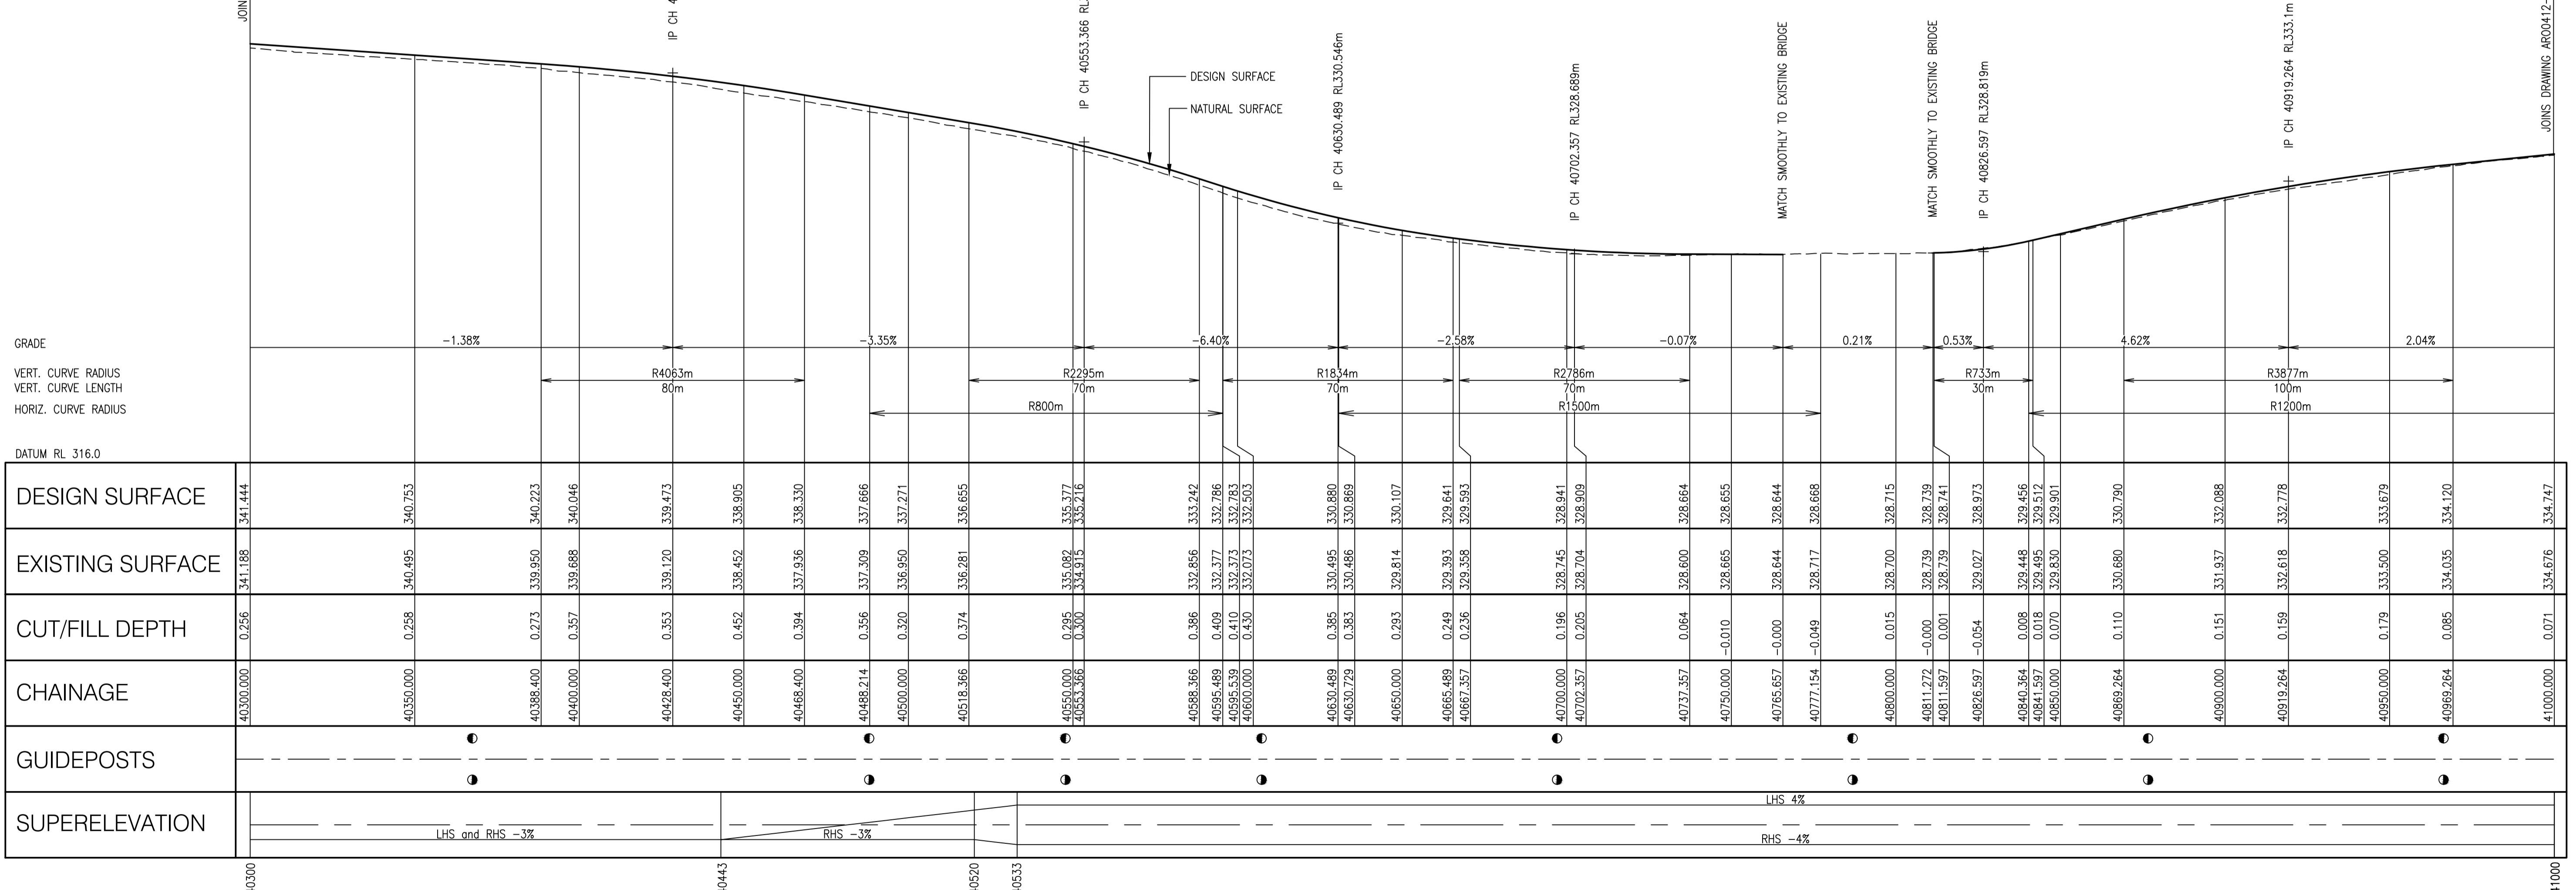 JOIN
IP CH 4
IP CH 40553.366 RL
IP CH 40630.489 RL330.546m
IP CH 40702.357 RL328.689m
MATCH SMOOTHLY TO EXISTING BRIDGE
MATCH SMOOTHLY TO EXISTING BRIDGE
IP CH 40826.597 RL328.819m
IP CH 40919.264 RL333.1m
JOINS DRAWING AR00412-
DESIGN SURFACE
NATURAL SURFACE
GRADE -1.38% -3.35% -6.40% -2.58% -0.07% 0.21% 0.53% 4.62% 2.04%
VERT. CURVE RADIUS R4063m R2295m R1834m R2786m R733m R3877m
VERT. CURVE LENGTH 80m 70m 70m 70m 30m 100m
HORIZ. CURVE RADIUS R800m R1500m R1200m
DATUM RL 316.0
DESIGN SURFACE 341.444 340.753 340.223 340.046 339.473 338.905 338.330 337.666 337.271 336.655 335.377 335.216 333.242 332.786 332.783 332.503 330.880 330.869 330.107 329.641 329.593 328.941 328.909 328.664 328.655 328.644 328.668 328.715 328.739 328.741 328.973 329.456 329.512 329.901 330.790 332.088 332.778 333.679 334.120 334.747
EXISTING SURFACE 341.188 340.495 339.950 339.688 339.120 338.452 337.936 337.309 336.950 336.281 335.082 334.915 332.856 332.377 332.373 332.073 330.495 330.486 329.814 329.393 329.358 328.745 328.704 328.600 328.665 328.644 328.717 328.700 328.739 328.739 329.027 329.448 329.495 329.830 330.680 331.937 332.618 333.500 334.035 334.676
CUT/FILL DEPTH 0.256 0.258 0.273 0.357 0.353 0.452 0.394 0.356 0.320 0.374 0.295 0.300 0.386 0.409 0.410 0.430 0.385 0.383 0.293 0.249 0.236 0.196 0.205 0.064 -0.010 -0.000 -0.049 0.015 -0.000 0.001 -0.054 0.008 0.018 0.070 0.110 0.151 0.159 0.179 0.085 0.071
CHAINAGE 40300.000 40350.000 40388.400 40400.000 40428.400 40450.000 40468.400 40488.214 40500.000 40518.366 40550.000 40553.366 40588.366 40595.489 40595.539 40600.000 40630.489 40630.729 40650.000 40665.489 40667.357 40700.000 40702.357 40737.357 40750.000 40765.657 40777.154 40800.000 40811.272 40811.597 40826.597 40840.364 40841.597 40850.000 40869.264 40900.000 40919.264 40950.000 40969.264 41000.000
GUIDEPOSTS
SUPERELEVATION
LHS and RHS -3%
RHS -3%
LHS 4%
RHS -4%
40300 40443 40520 40533 41000